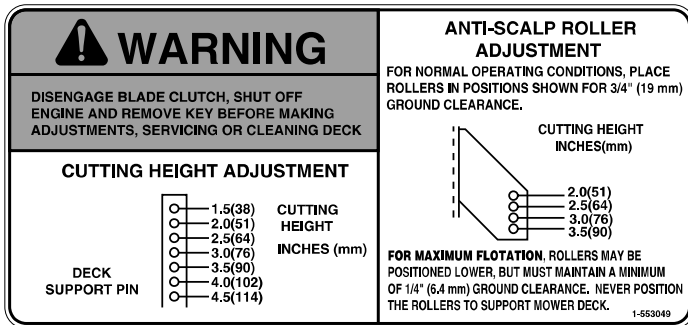 WARNING
DISENGAGE BLADE CLUTCH, SHUT OFF
ENGINE AND REMOVE KEY BEFORE MAKING
ADJUSTMENTS, SERVICING OR CLEANING DECK
CUTTING HEIGHT ADJUSTMENT
1.5(38)
2.0(51)
2.5(64)
3.0(76)
3.5(90)
4.0(102)
4.5(114)
CUTTING
HEIGHT
INCHES (mm)
DECK
SUPPORT PIN
ANTI-SCALP ROLLER
ADJUSTMENT
FOR NORMAL OPERATING CONDITIONS, PLACE
ROLLERS IN POSITIONS SHOWN FOR 3/4" (19 mm)
GROUND CLEARANCE.
CUTTING HEIGHT
INCHES(mm)
2.0(51)
2.5(64)
3.0(76)
3.5(90)
FOR MAXIMUM FLOTATION, ROLLERS MAY BE
POSITIONED LOWER, BUT MUST MAINTAIN A MINIMUM
OF 1/4" (6.4 mm) GROUND CLEARANCE. NEVER POSITION
THE ROLLERS TO SUPPORT MOWER DECK.
1-553049